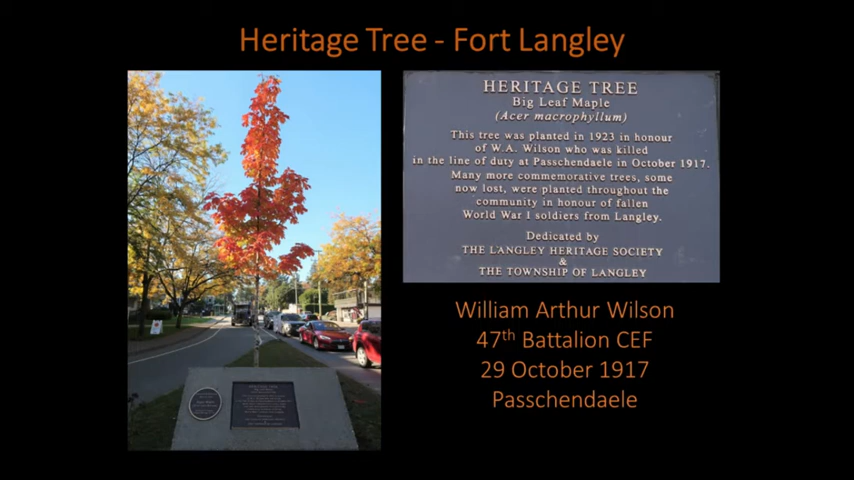 Heritage Tree - Fort Langley
HERITAGE TREE
Big Leaf Maple
(Acer macrophyllum)
This tree was planted in 1923 in honour
of W.A. Wilson who was killed
in the line of duty at Passchendaele in October 1917.
Many more commemorative trees, some
now lost, were planted throughout the
community in honour of fallen
World War I soldiers from Langley.
Dedicated by
THE LANGLEY HERITAGE SOCIETY
&
THE TOWNSHIP OF LANGLEY
William Arthur Wilson
47th Battalion CEF
29 October 1917
Passchendaele